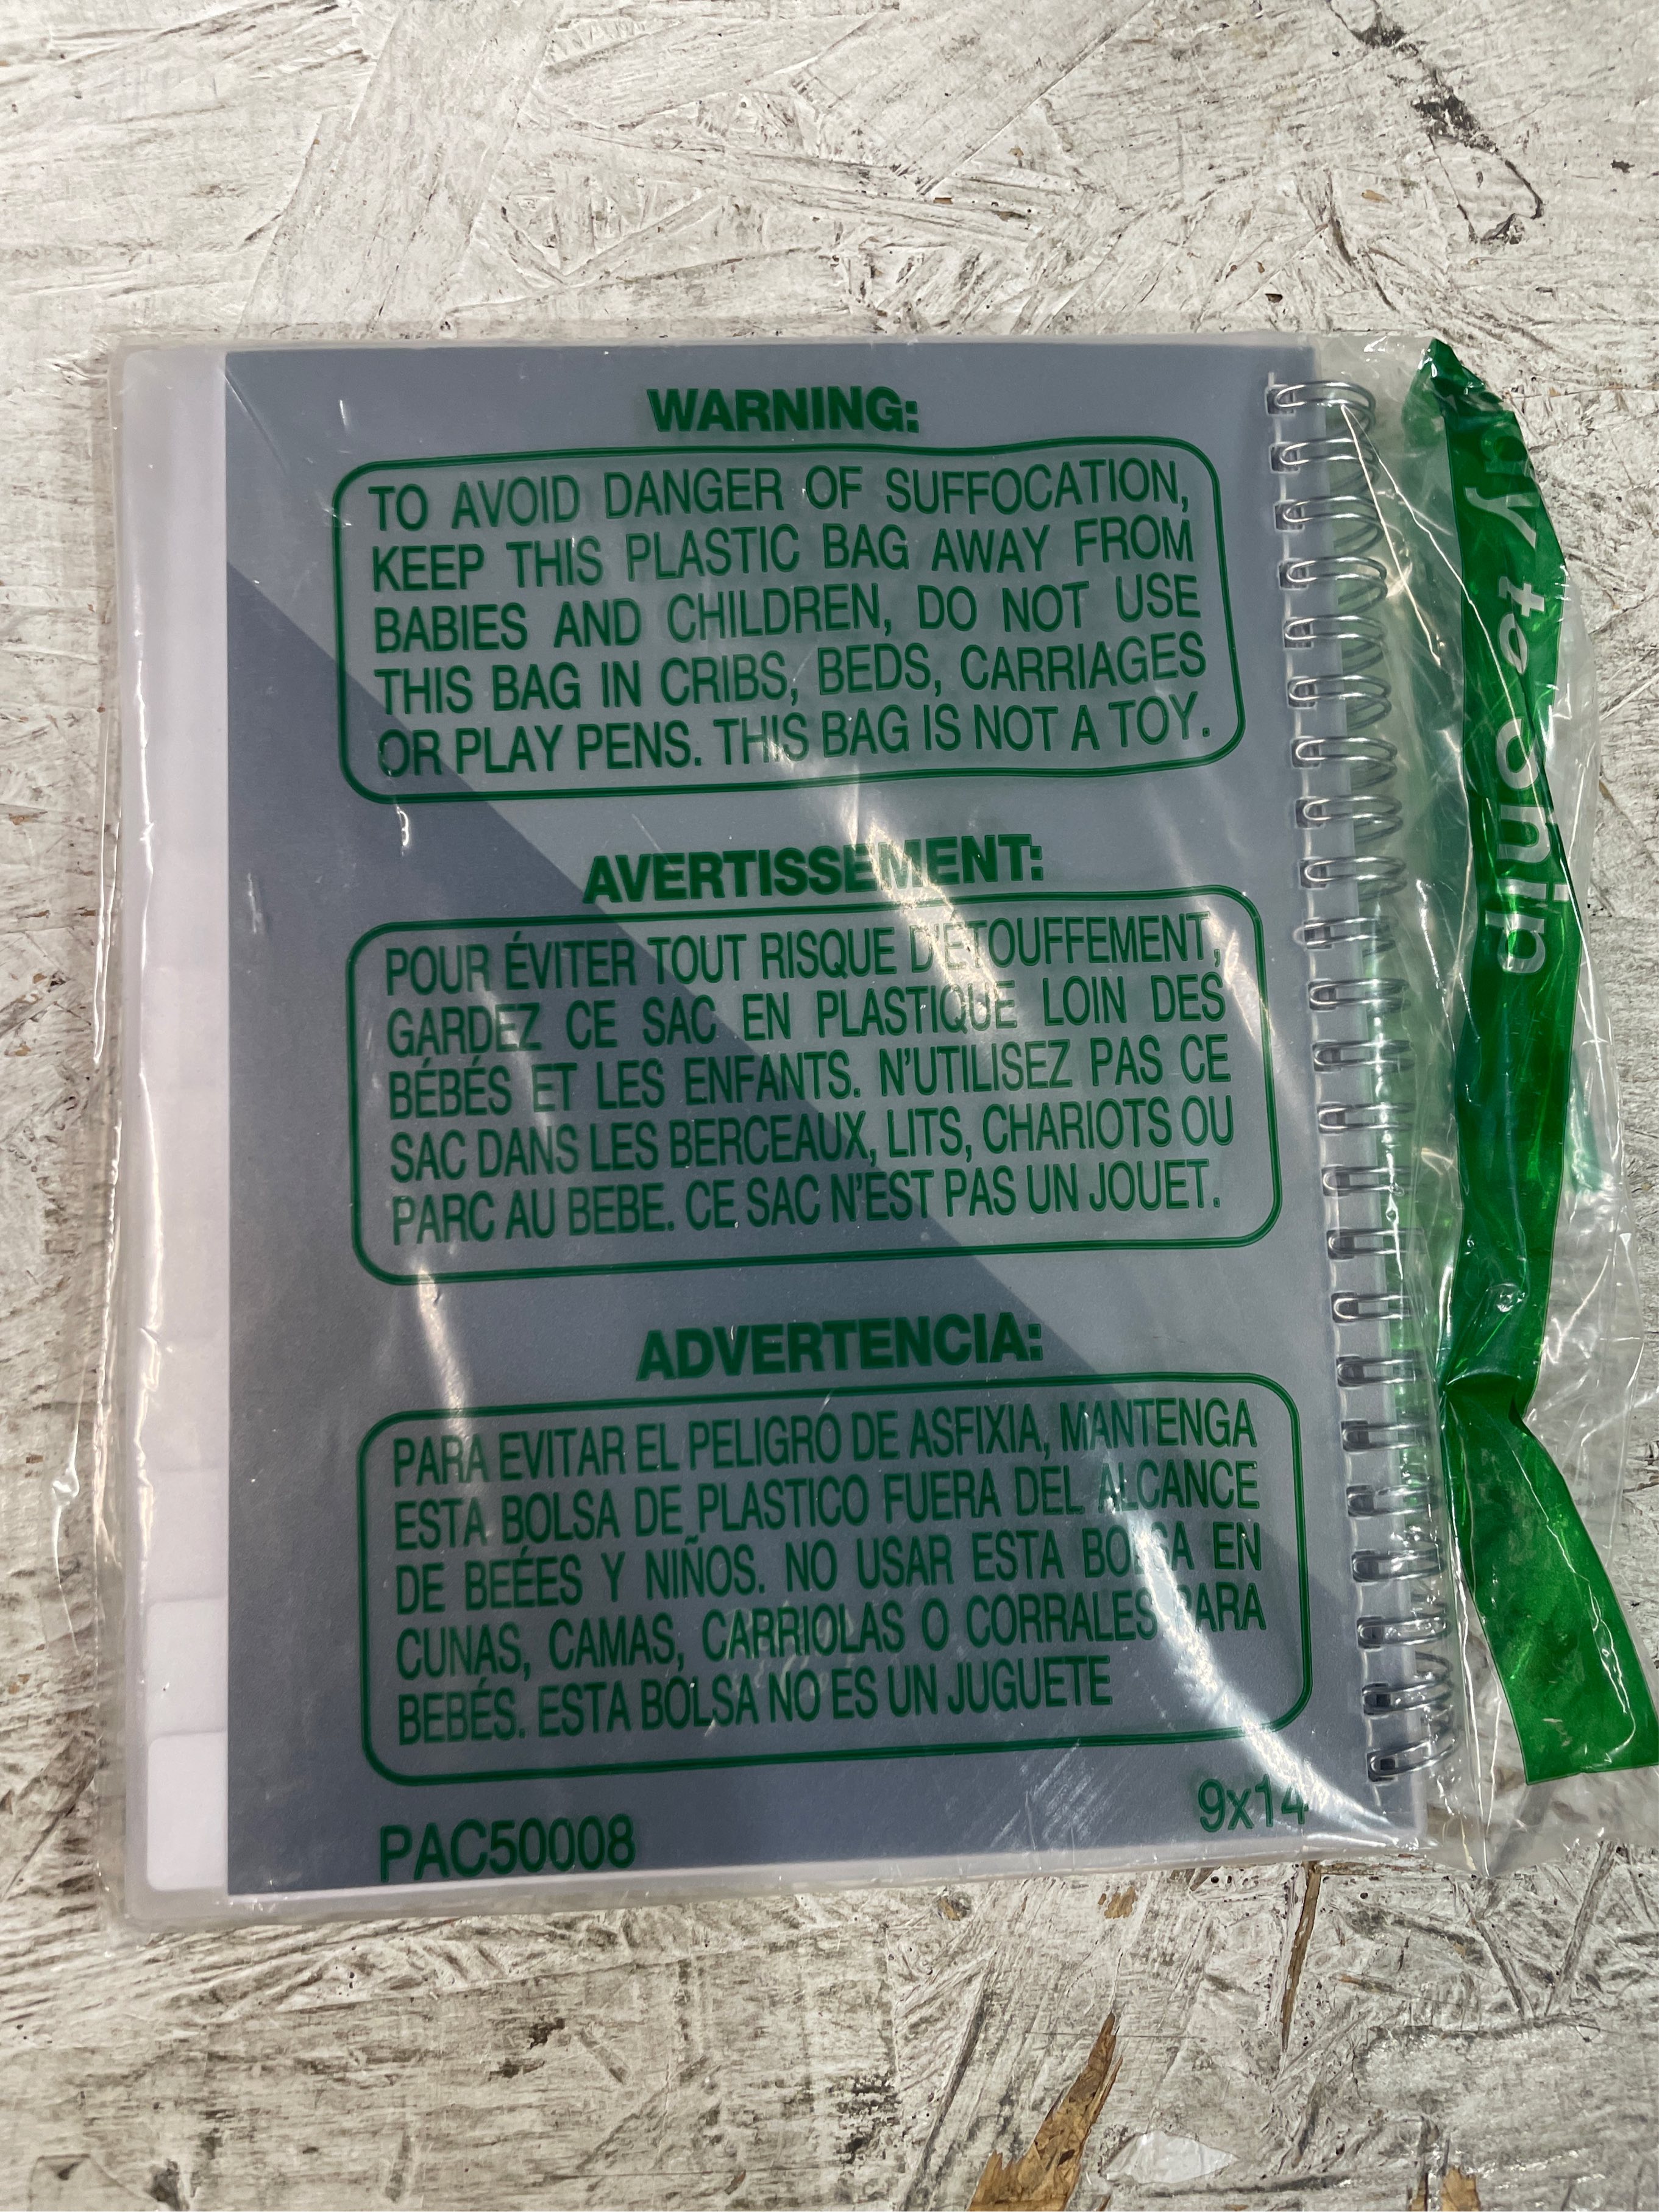 WARNING:
TO AVOID DANGER OF SUFFOCATION,
KEEP THIS PLASTIC BAG AWAY FROM
BABIES AND CHILDREN, DO NOT USE
THIS BAG IN CRIBS, BEDS, CARRIAGES
OR PLAY PENS. THIS BAG IS NOT A TOY.
AVERTISSEMENT:
POUR ÉVITER TOUT RISQUE D'ETOUFFEMENT,
GARDEZ CE SAC EN PLASTIQUE LOIN DES
BÉBÉS ET LES ENFANTS. N'UTILISEZ PAS CE
SAC DANS LES BERCEAUX, LITS, CHARIOTS OU
PARC AU BEBE. CE SAC N'EST PAS UN JOUET.
ADVERTENCIA:
PARA EVITAR EL PELIGRO DE ASFIXIA, MANTENGA
ESTA BOLSA DE PLASTICO FUERA DEL ALCANCE
DE BEÉES Y NIÑOS. NO USAR ESTA BOLSA EN
CUNAS, CAMAS, CARRIOLAS O CORRALES PARA
BEBÉS. ESTA BOLSA NO ES UN JUGUETE
PAC50008
9x14
to ship